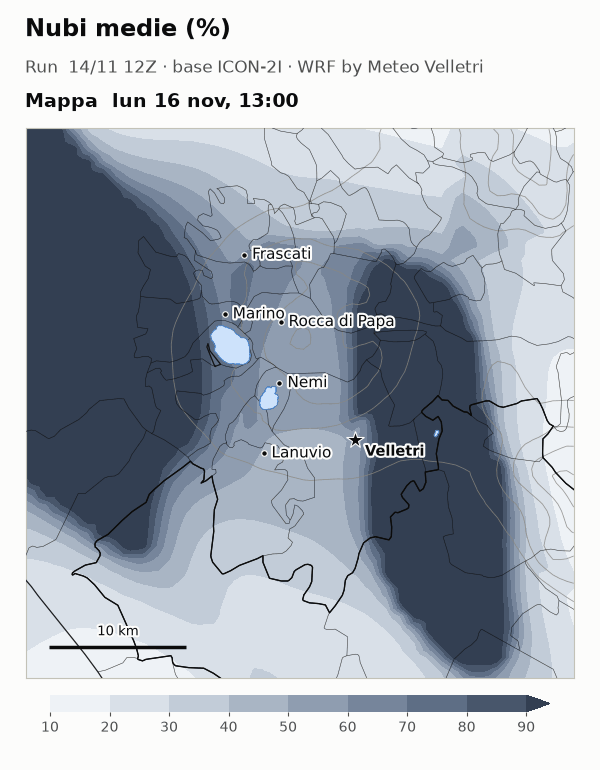 Nubi medie (%)
Run  14/11 12Z · base ICON-2I · WRF by Meteo Velletri
Mappa  lun 16 nov, 13:00
Frascati
Marino
Rocca di Papa
Nemi
Velletri
Lanuvio
10 km
10 20 30 40 50 60 70 80 90